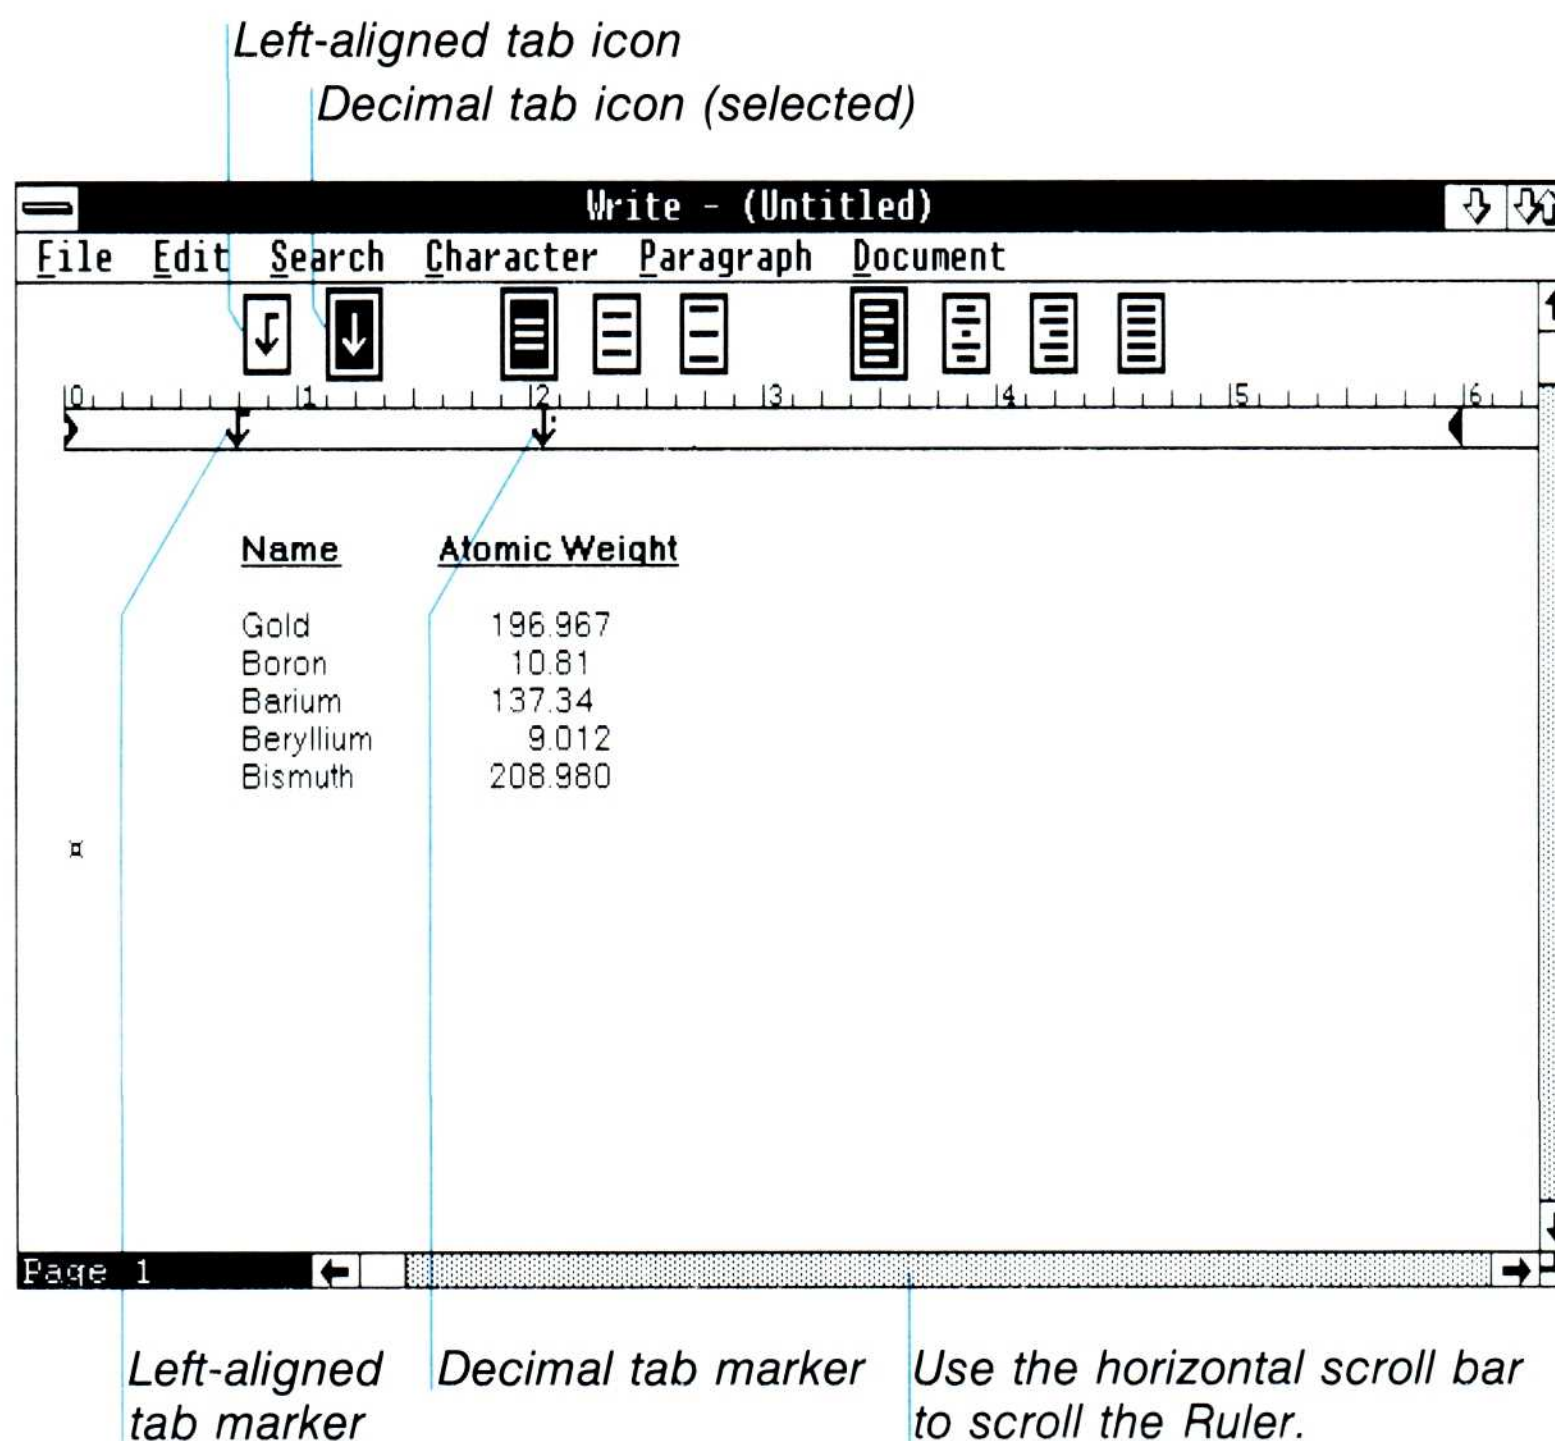 Left-aligned tab icon
Decimal tab icon (selected)
Write - (Untitled)
File Edit Search Character Paragraph Document
0 1 2 3 4 5 6
Name Atomic Weight
Gold 196.967
Boron 10.81
Barium 137.34
Beryllium 9.012
Bismuth 208.980
¤
Page 1
Left-aligned Decimal tab marker Use the horizontal scroll bar
tab marker to scroll the Ruler.